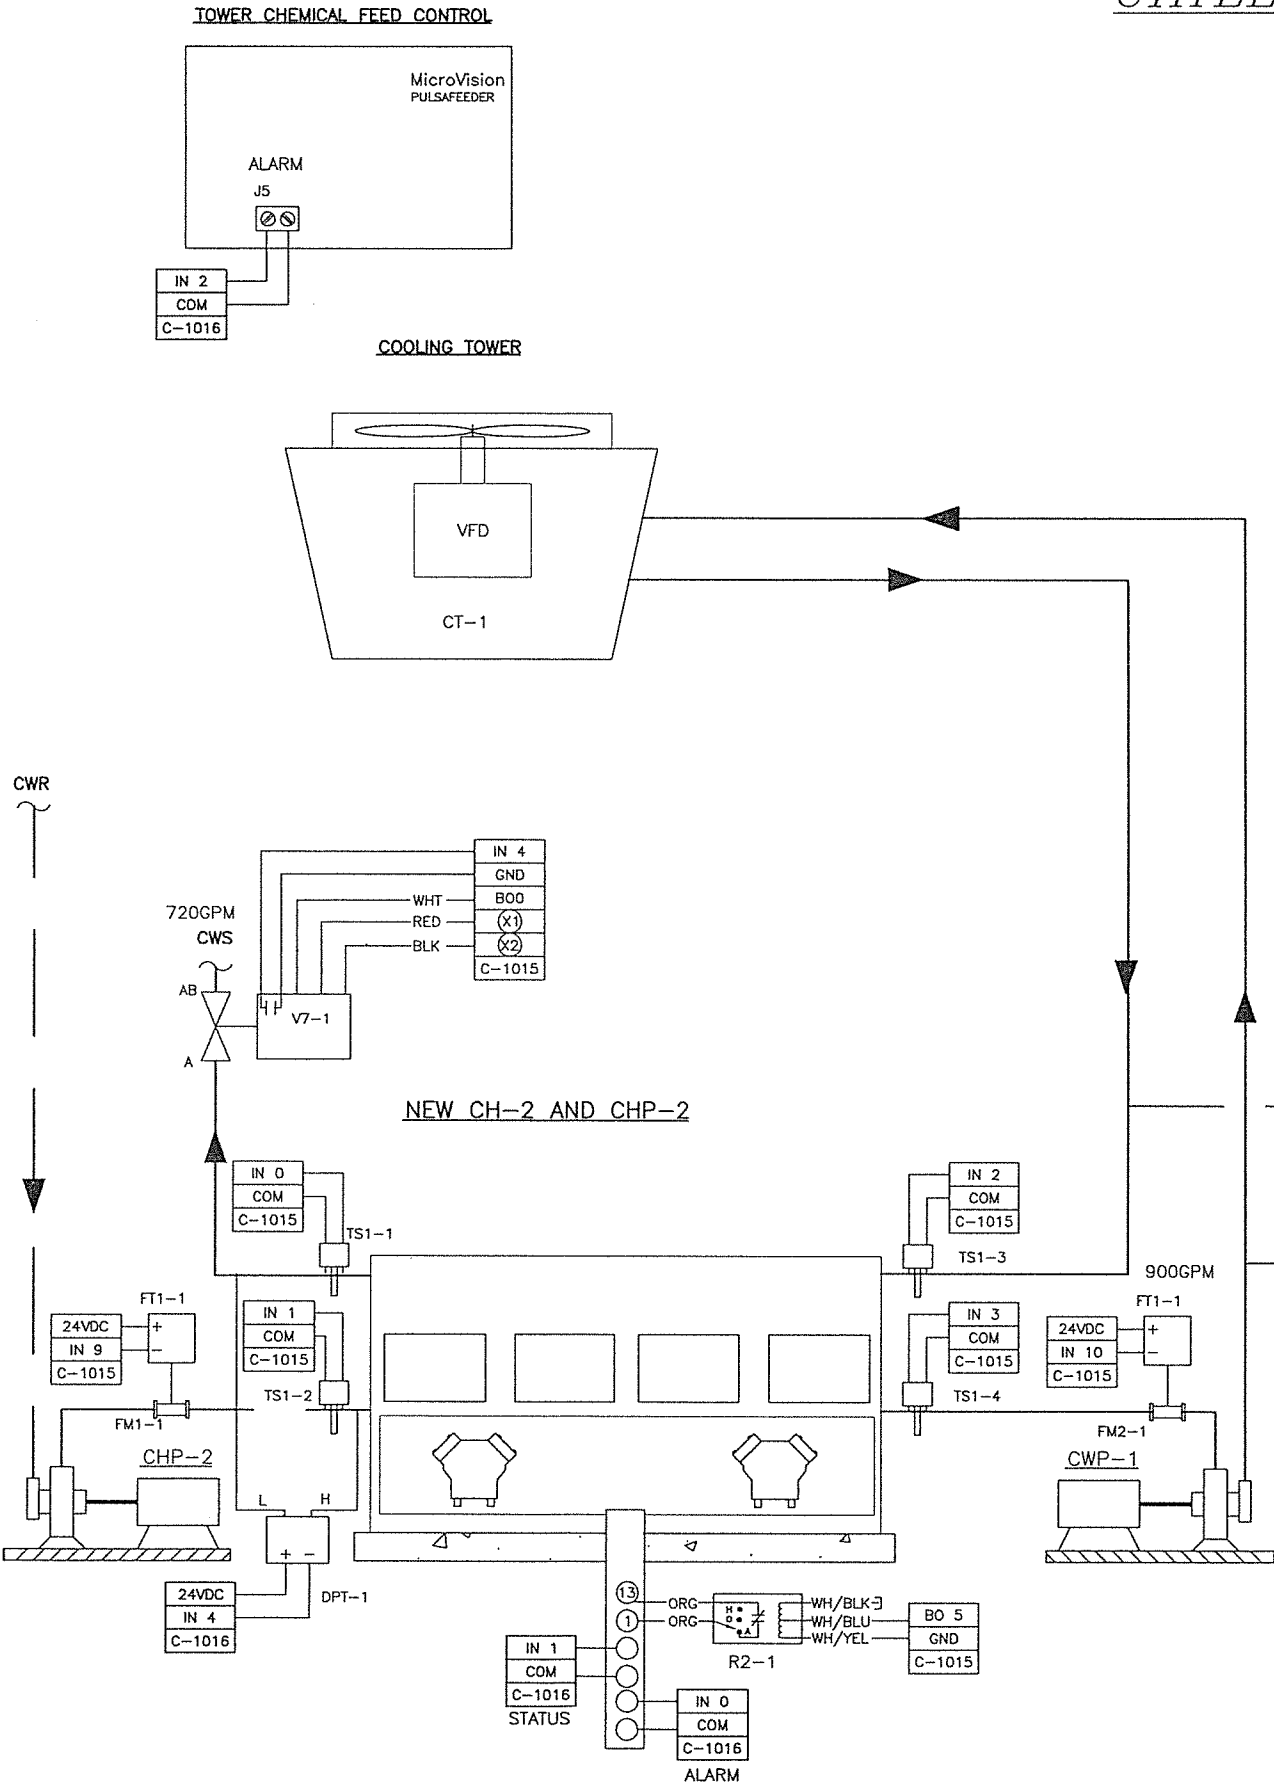 TOWER CHEMICAL FEED CONTROL
MicroVision
PULSAFEEDER
ALARM
J5
IN 2
COM
C-1016
COOLING TOWER
VFD
CT-1
CWR
720GPM
CWS
AB
A
V7-1
WHT
RED
BLK
IN 4
GND
BO0
X1
X2
C-1015
NEW CH-2 AND CHP-2
IN 0
COM
C-1015
TS1-1
IN 2
COM
C-1015
TS1-3
900GPM
FT1-1
24VDC
+
IN 9
-
C-1015
IN 1
COM
C-1015
TS1-2
IN 3
COM
C-1015
TS1-4
FT1-1
24VDC
+
IN 10
-
C-1015
FM1-1
FM2-1
CHP-2
CWP-1
L
H
+ -
24VDC
IN 4
C-1016
DPT-1
13
1
ORG
ORG
H
O
A
R2-1
WH/BLK
WH/BLU
WH/YEL
BO 5
GND
C-1015
IN 1
COM
C-1016
STATUS
IN 0
COM
C-1016
ALARM